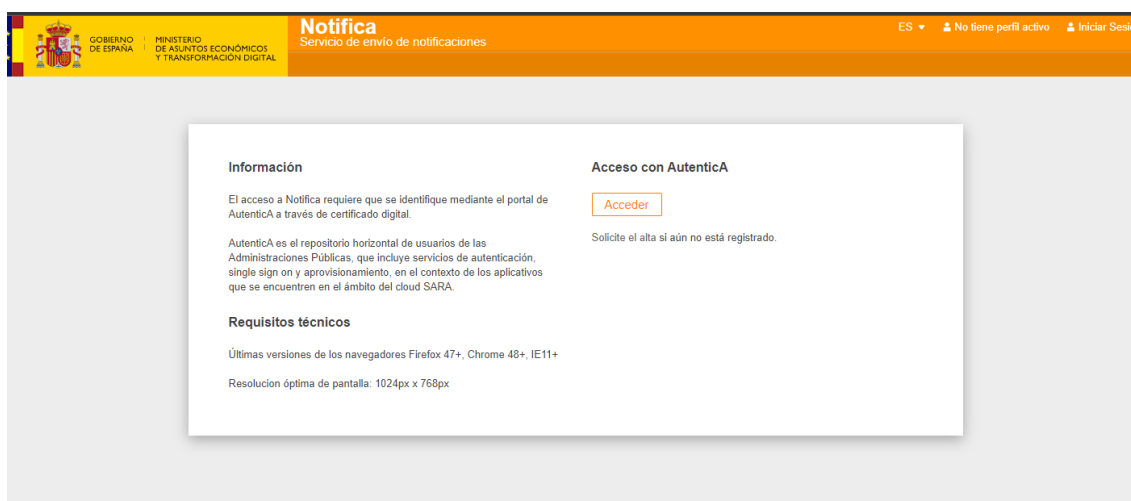 GOBIERNO
DE ESPAÑA
MINISTERIO
DE ASUNTOS ECONÓMICOS
Y TRANSFORMACIÓN DIGITAL
Notifica
Servicio de envío de notificaciones
ES
No tiene perfil activo
Iniciar Sesi
Información
El acceso a Notifica requiere que se identifique mediante el portal de
AutenticA a través de certificado digital.
AutenticA es el repositorio horizontal de usuarios de las
Administraciones Públicas, que incluye servicios de autenticación,
single sign on y aprovisionamiento, en el contexto de los aplicativos
que se encuentren en el ámbito del cloud SARA.
Requisitos técnicos
Últimas versiones de los navegadores Firefox 47+, Chrome 48+, IE11+
Resolucion óptima de pantalla: 1024px x 768px
Acceso con AutenticA
Acceder
Solicite el alta si aún no está registrado.